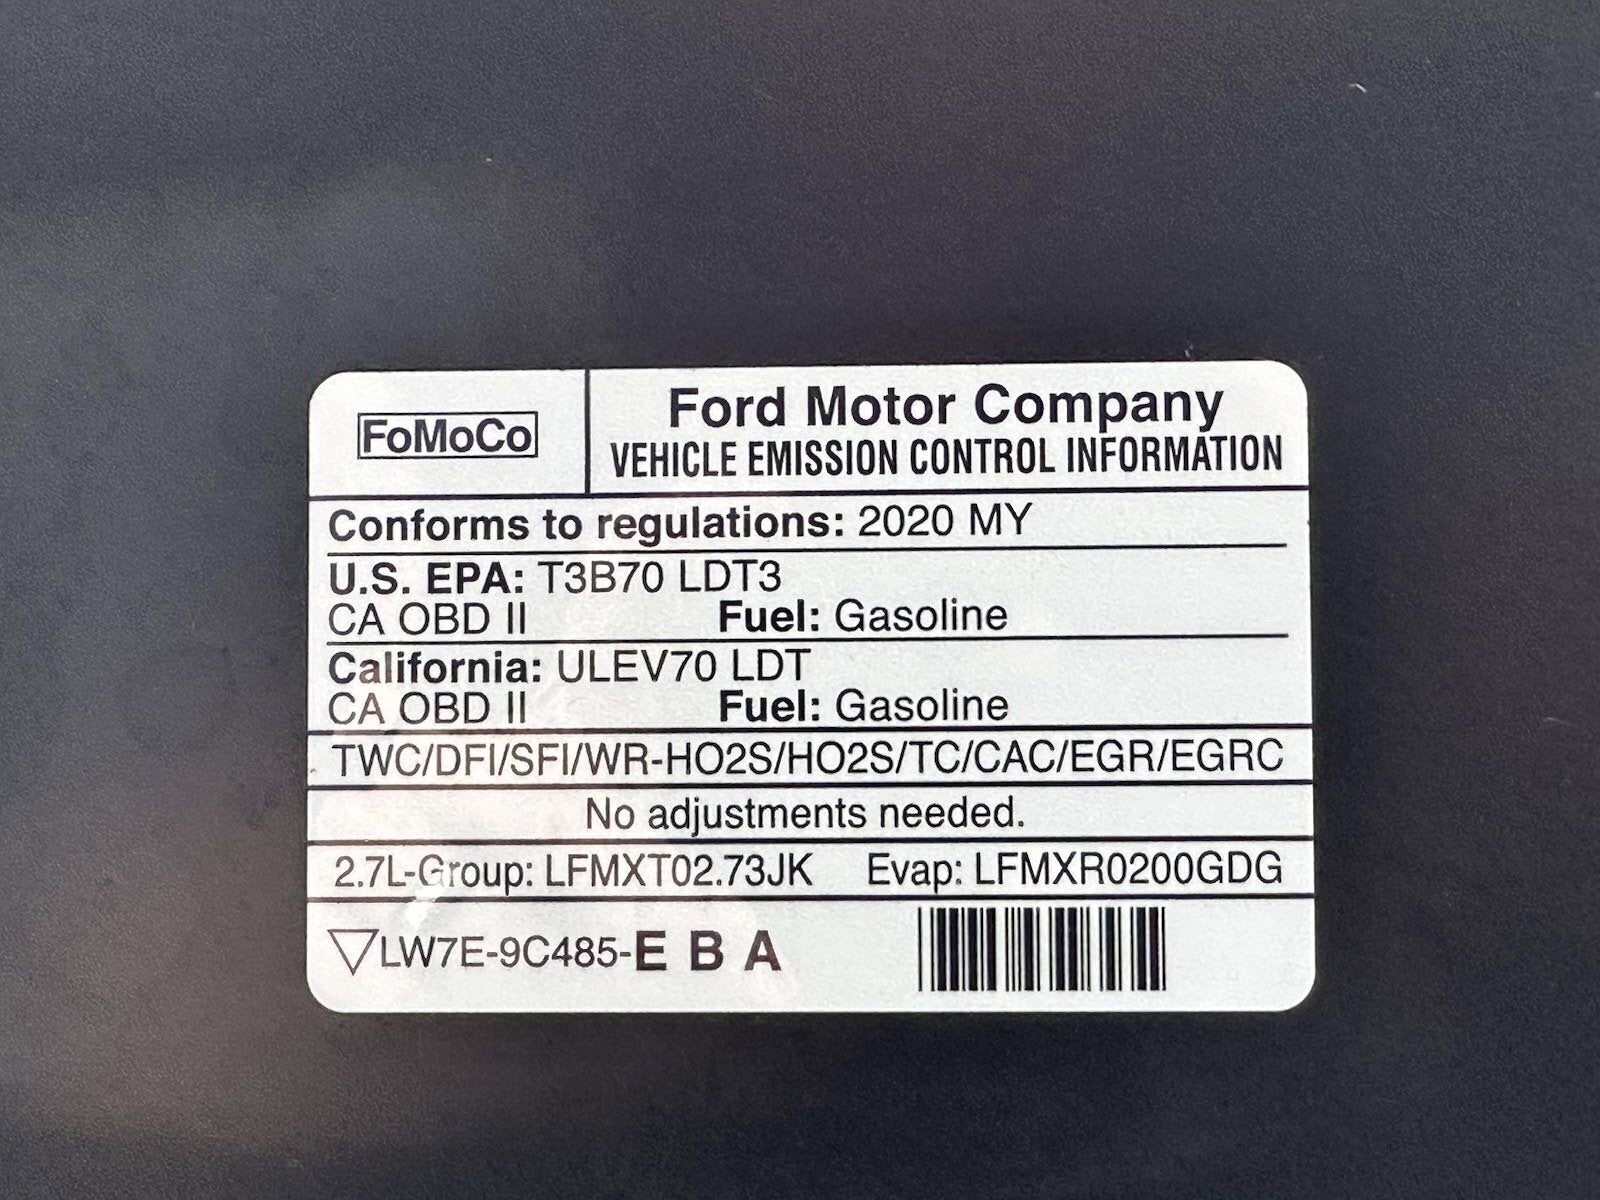 FoMoCo
Ford Motor Company
VEHICLE EMISSION CONTROL INFORMATION
Conforms to regulations: 2020 MY
U.S. EPA: T3B70 LDT3
CA OBD II Fuel: Gasoline
California: ULEV70 LDT
CA OBD II Fuel: Gasoline
TWC/DFI/SFI/WR-HO2S/HO2S/TC/CAC/EGR/EGRC
No adjustments needed.
2.7L-Group: LFMXT02.73JK Evap: LFMXR0200GDG
▽LW7E-9C485-E B A